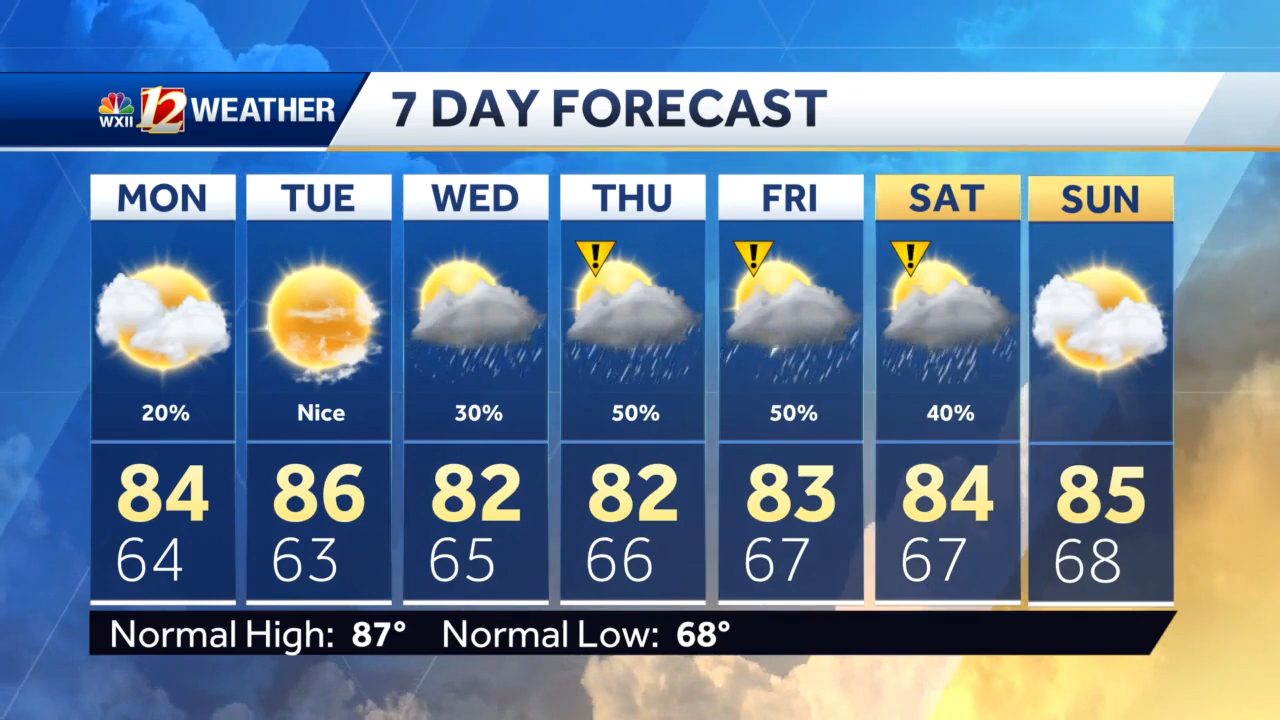 WXII 12 WEATHER
7 DAY FORECAST
MON TUE WED THU FRI SAT SUN
! ! !
20% Nice 30% 50% 50% 40%
84 86 82 82 83 84 85
64 63 65 66 67 67 68
Normal High: 87° Normal Low: 68°